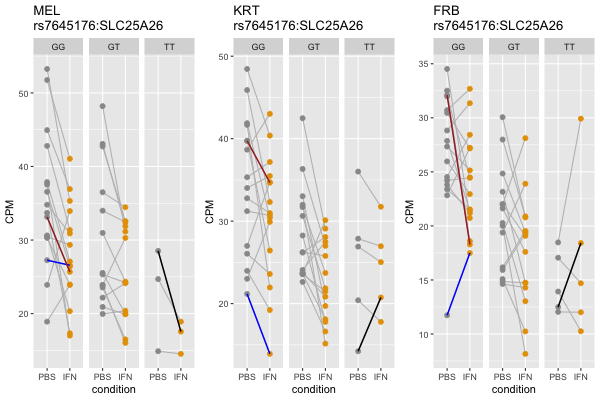 MEL
rs7645176:SLC25A26
GG GT TT
50
40
30
20
CPM
PBS IFN PBS IFN PBS IFN
condition
KRT
rs7645176:SLC25A26
GG GT TT
50
40
30
20
CPM
PBS IFN PBS IFN PBS IFN
condition
FRB
rs7645176:SLC25A26
GG GT TT
35
30
25
20
15
10
CPM
PBS IFN PBS IFN PBS IFN
condition